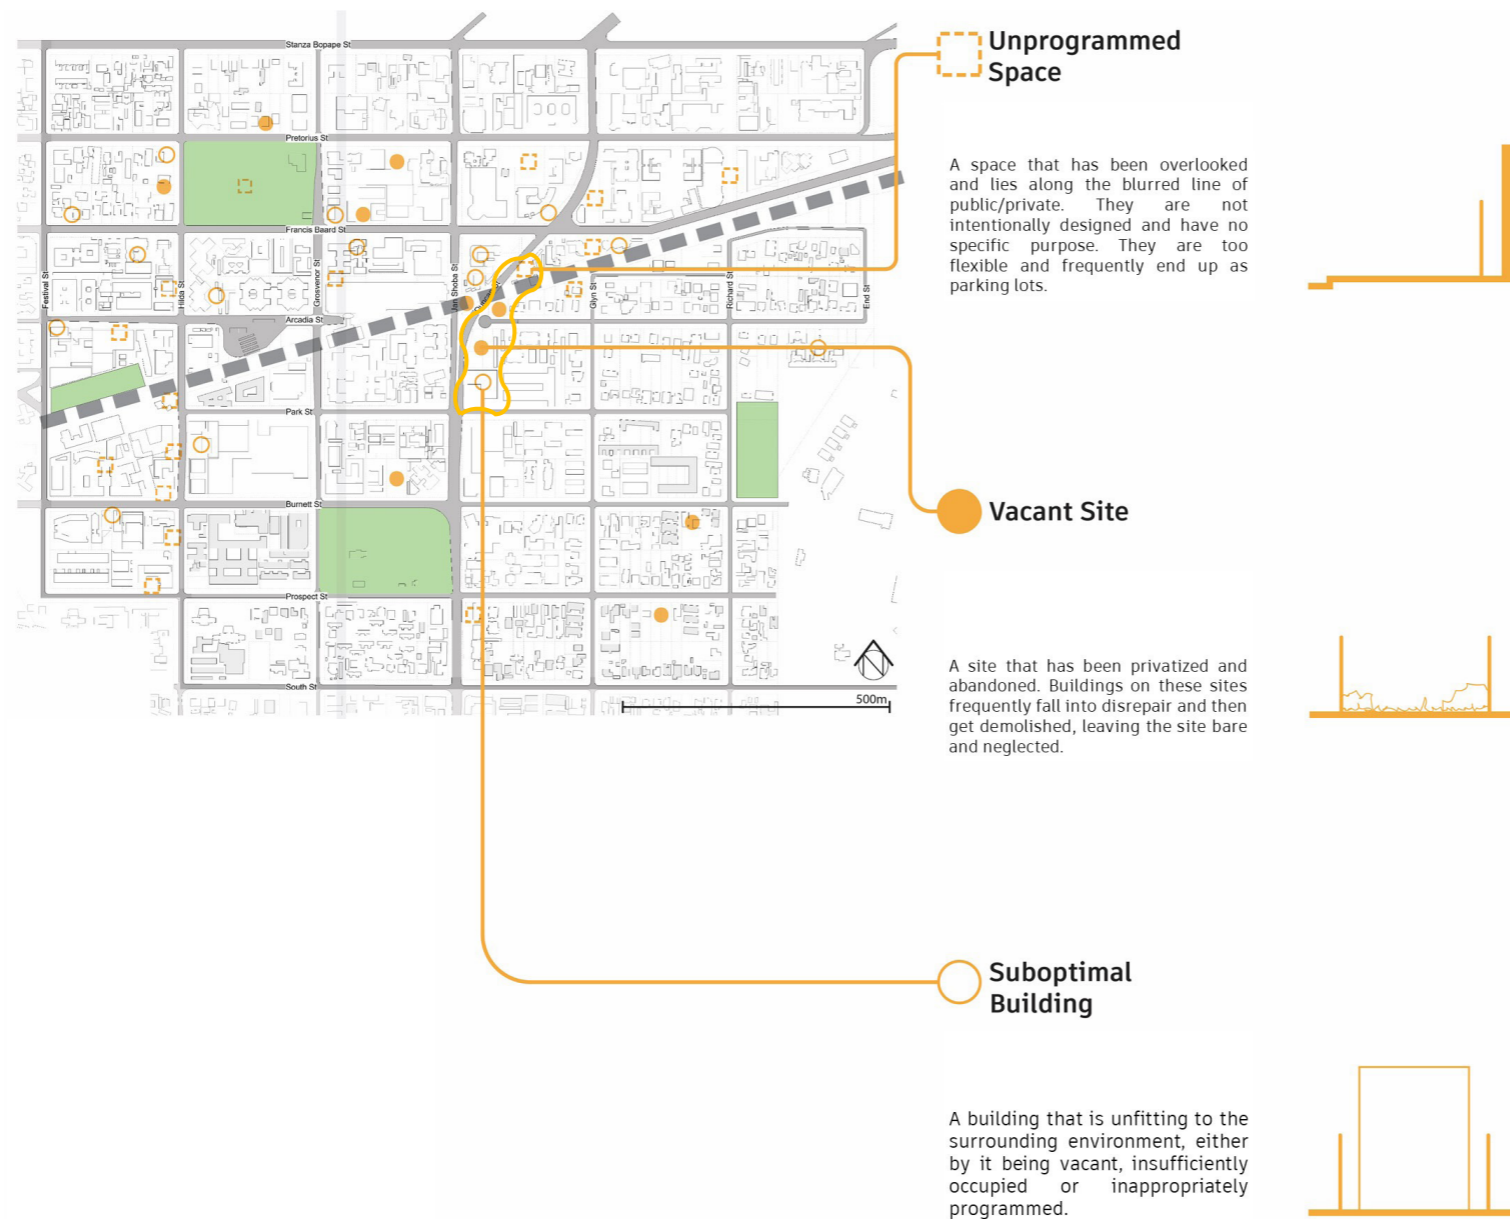 Stanza Bopape St
Pretorius St
Francis Baard St
Festival St
Hilda St
Grosvenor St
Jan Shoba St
Glyn St
Richard St
End St
Arcadia St
Park St
Burnett St
Prospect St
South St
N
500m
Unprogrammed
Space
A space that has been overlooked
and lies along the blurred line of
public/private. They are not
intentionally designed and have no
specific purpose. They are too
flexible and frequently end up as
parking lots.
Vacant Site
A site that has been privatized and
abandoned. Buildings on these sites
frequently fall into disrepair and then
get demolished, leaving the site bare
and neglected.
Suboptimal
Building
A building that is unfitting to the
surrounding environment, either
by it being vacant, insufficiently
occupied or inappropriately
programmed.